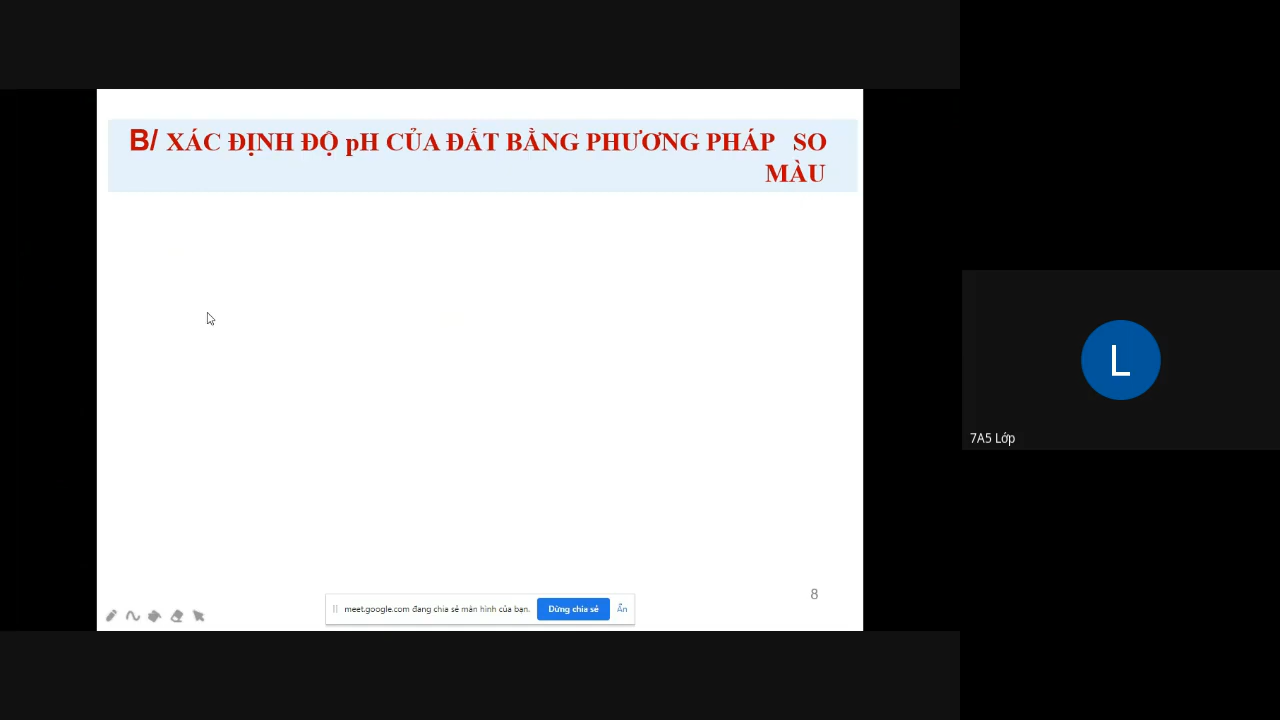 B/ XÁC ĐỊNH ĐỘ pH CỦA ĐẤT BẰNG PHƯƠNG PHÁP SO
MÀU
L
7A5 Lớp
8
meet.google.com đang chia sẻ màn hình của bạn. Dừng chia sẻ Ẩn